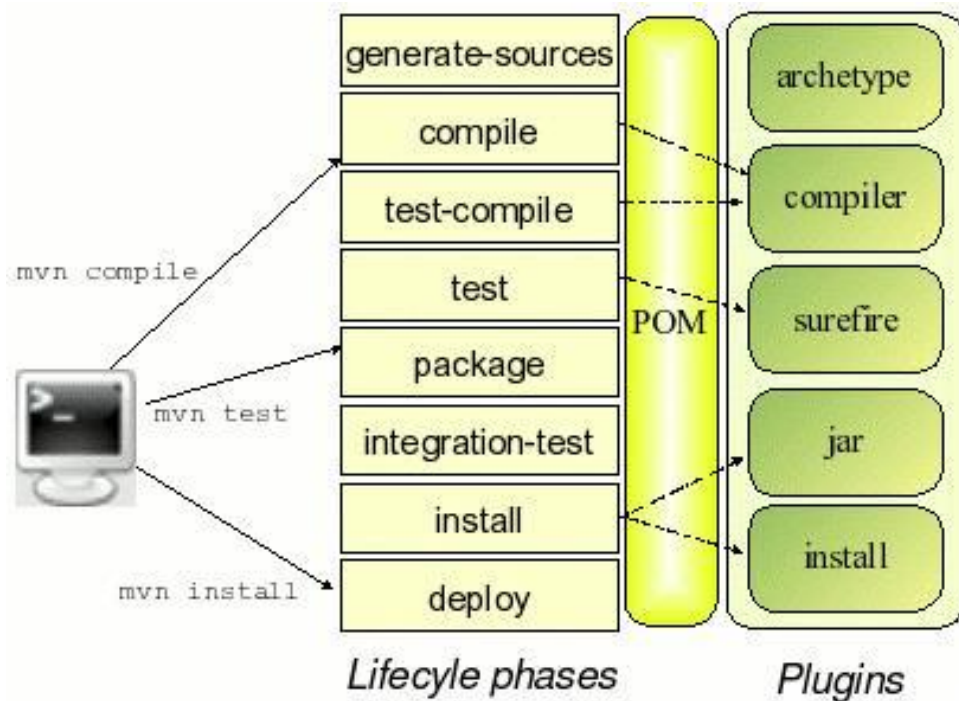 generate-sources
compile
test-compile
test
package
integration-test
install
deploy
Lifecyle phases
mvn compile
mvn test
mvn install
>_
POM
archetype
compiler
surefire
jar
install
Plugins